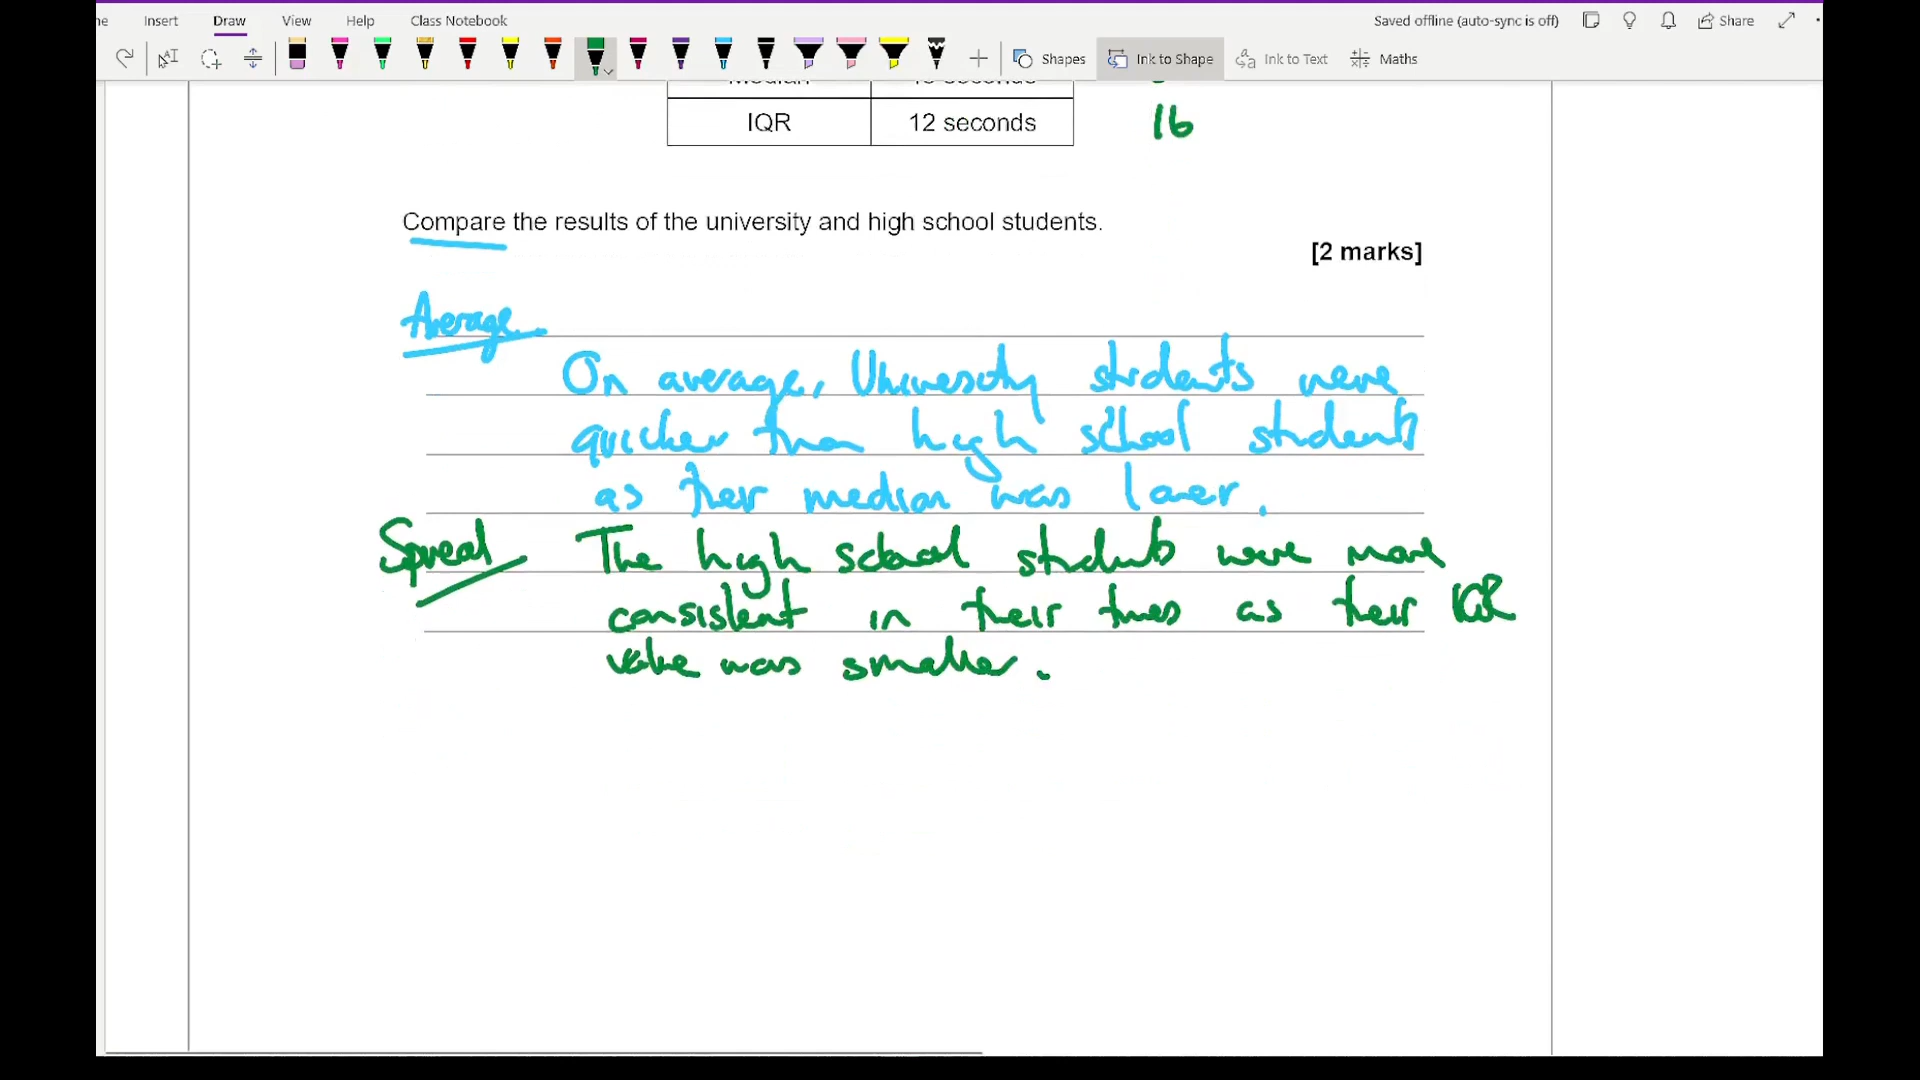 Insert Draw View Help Class Notebook Saved offline (auto-sync is off) Share
Shapes Ink to Shape Ink to Text Maths
Median
IQR 12 seconds 16
Compare the results of the university and high school students.
[2 marks]
Average
On average, University students were
quicker than high school students
as their median was lower.
Spread The high school students were more
consistent in their times as their IQR
value was smaller.